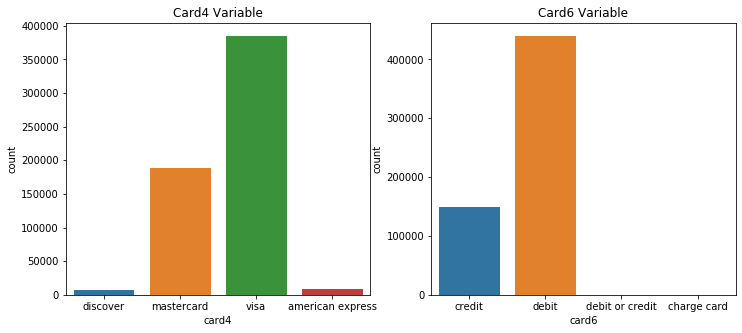 Card4 Variable
400000
350000
300000
250000
200000
150000
100000
50000
0
count
discover mastercard visa american express
card4
Card6 Variable
400000
300000
200000
100000
0
count
credit debit debit or credit charge card
card6